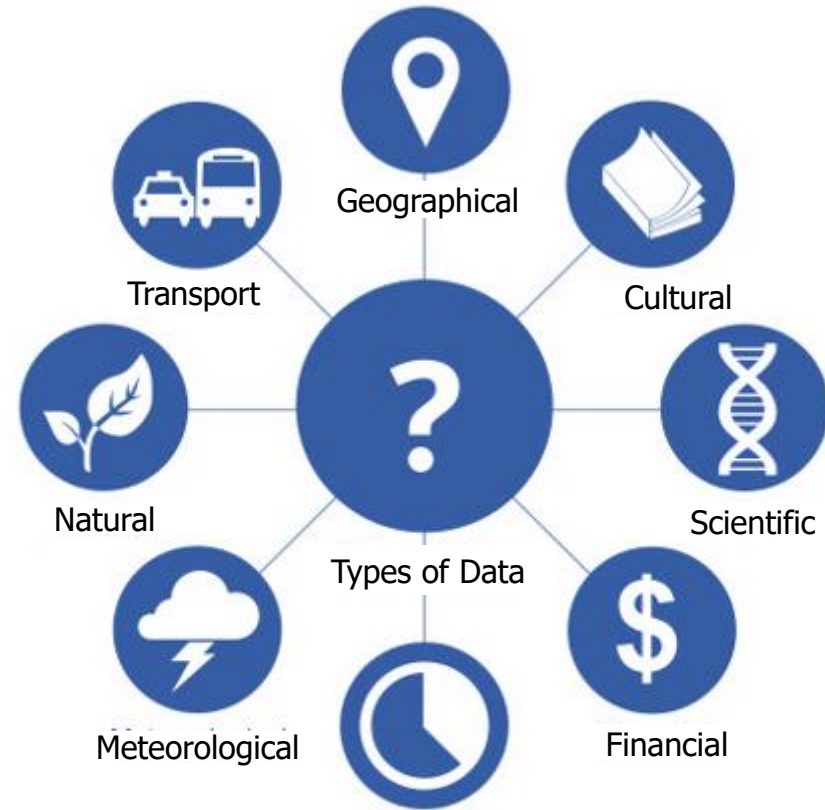 Geographical
Transport
Cultural
?
Natural
Scientific
Types of Data
$
Meteorological
Financial